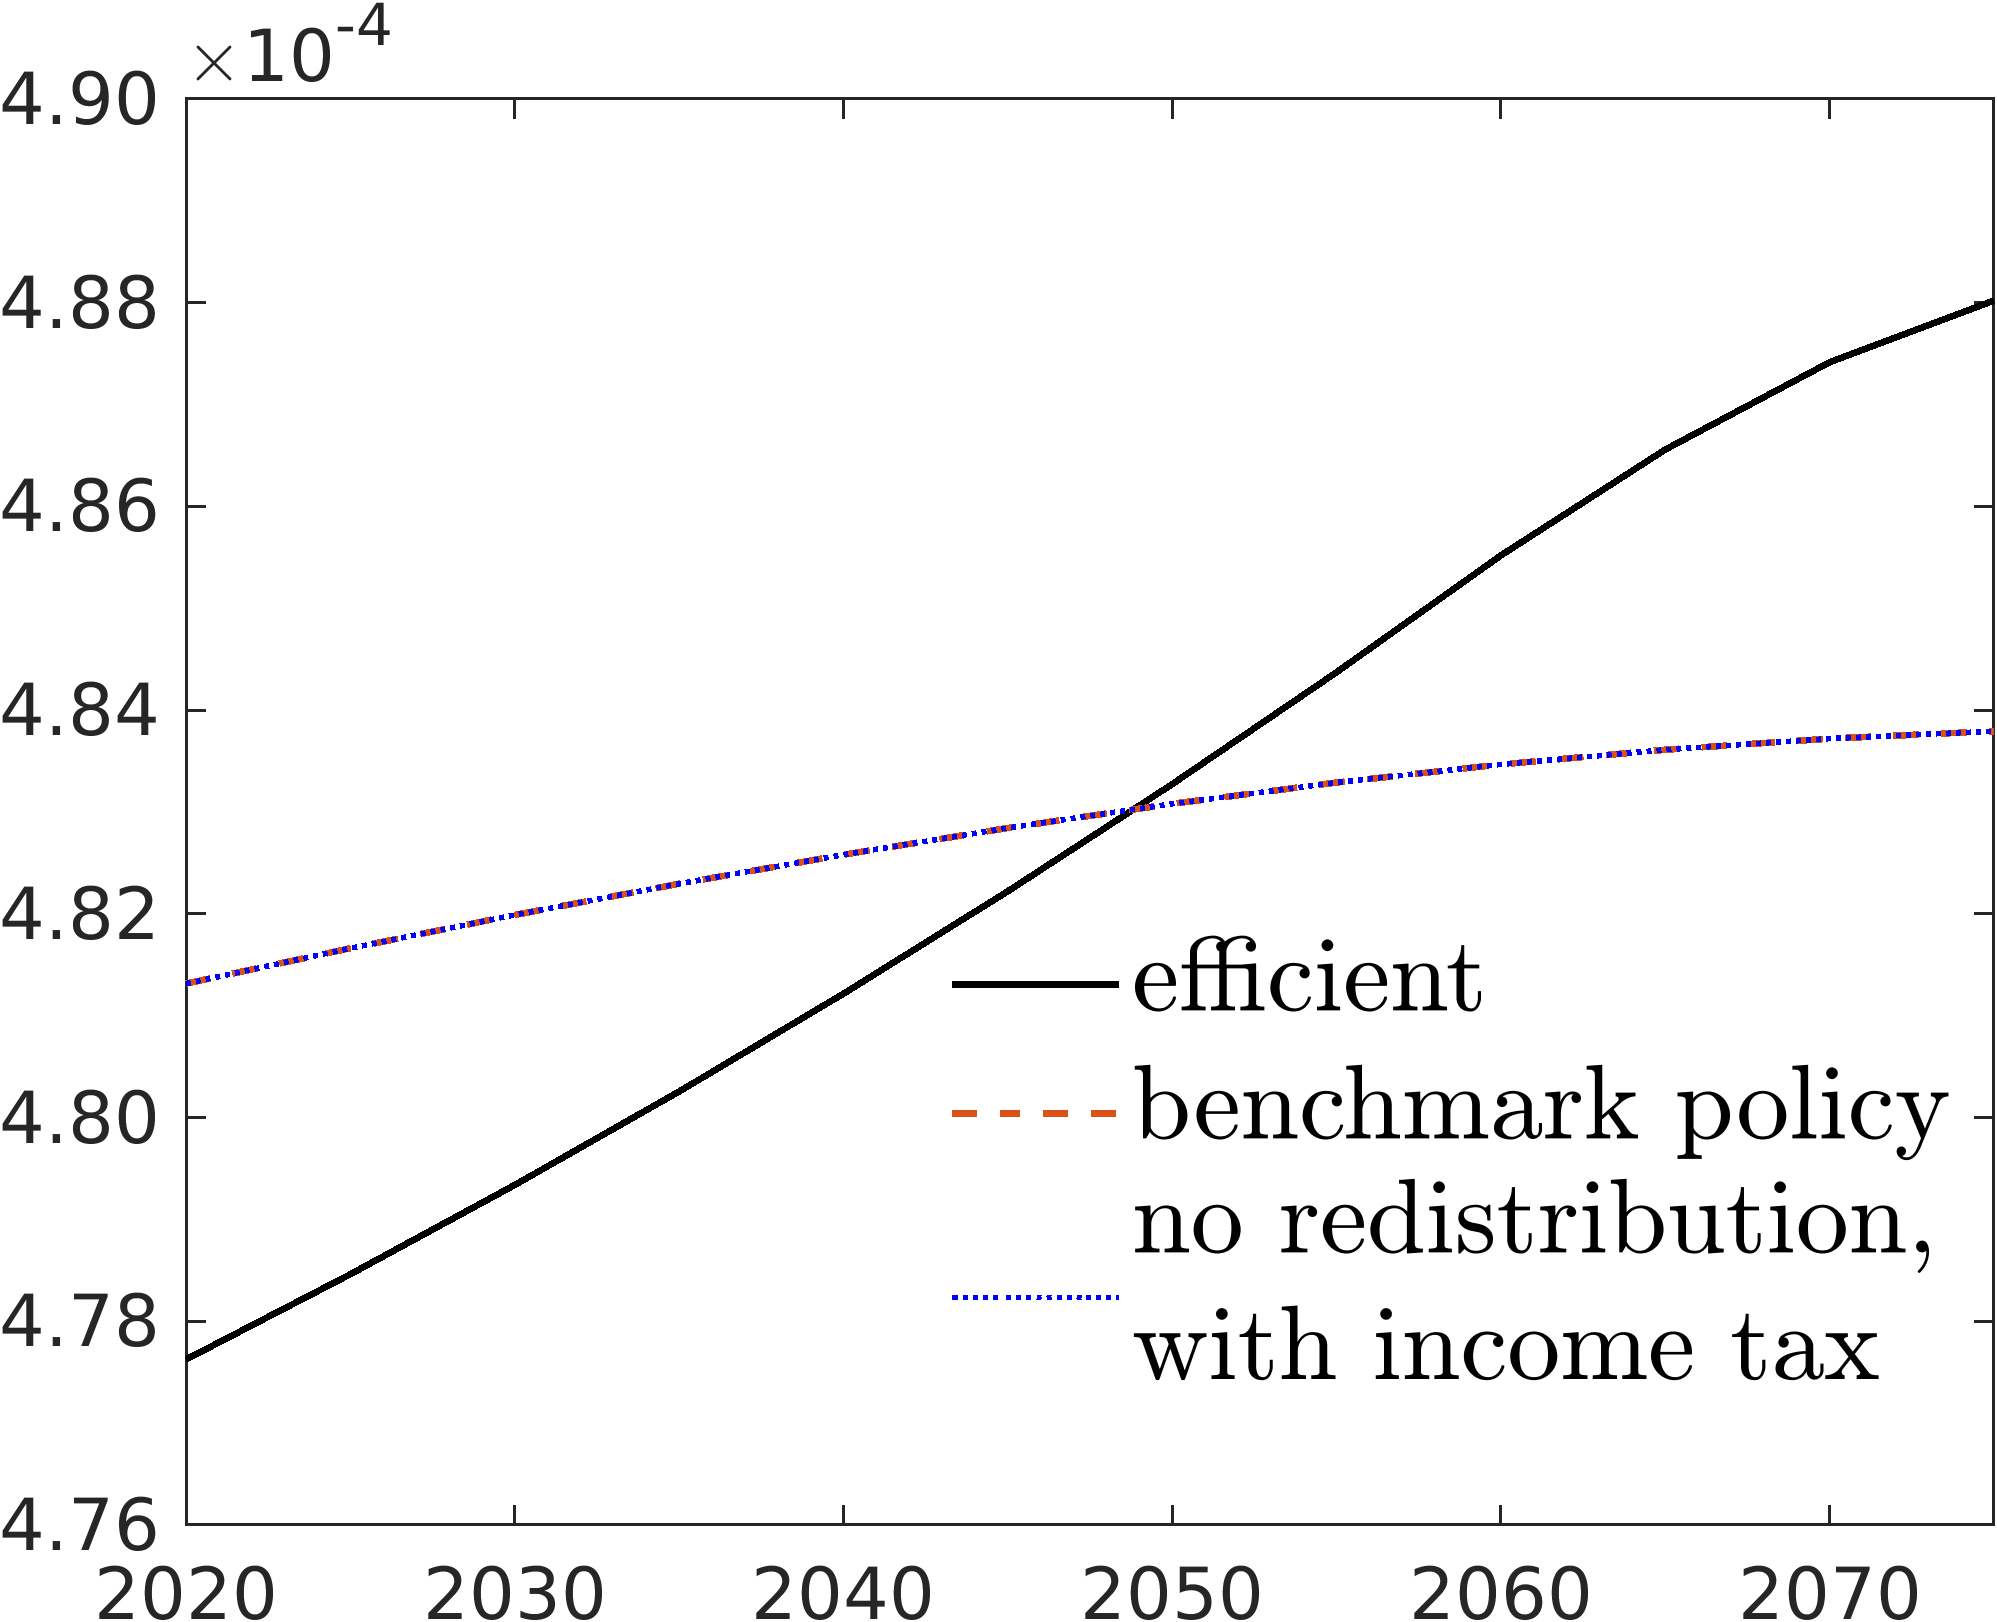 ×10-4
4.90
4.88
4.86
4.84
4.82
4.80
4.78
4.76
efficient
benchmark policy
no redistribution,
with income tax
2020 2030 2040 2050 2060 2070